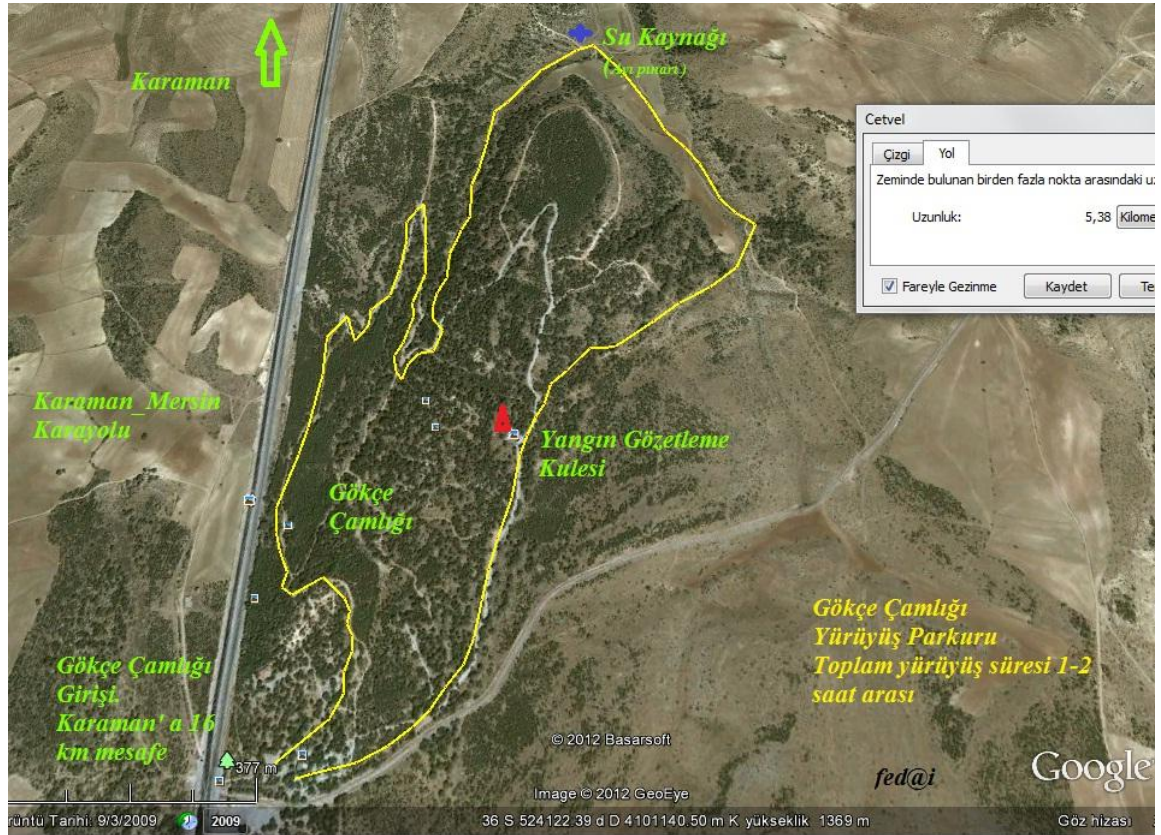 Karaman
Su Kaynağı
(Ayı pınarı)
Cetvel
Çizgi
Yol
Zeminde bulunan birden fazla nokta arasındaki uz
Uzunluk:
5,38
Kilome
Fareyle Gezinme
Kaydet
Te
Karaman_Mersin
Karayolu
Yangın Gözetleme
Kulesi
Gökçe
Çamlığı
Gökçe Çamlığı
Yürüyüş Parkuru
Toplam yürüyüş süresi 1-2
saat arası
Gökçe Çamlığı
Girişi.
Karaman' a 16
km mesafe
377 m
© 2012 Basarsoft
Image © 2012 GeoEye
fed@i
Google
rüntü Tarihi: 9/3/2009
2009
36 S 524122.39 d D 4101140.50 m K yükseklik 1369 m
Göz hizası